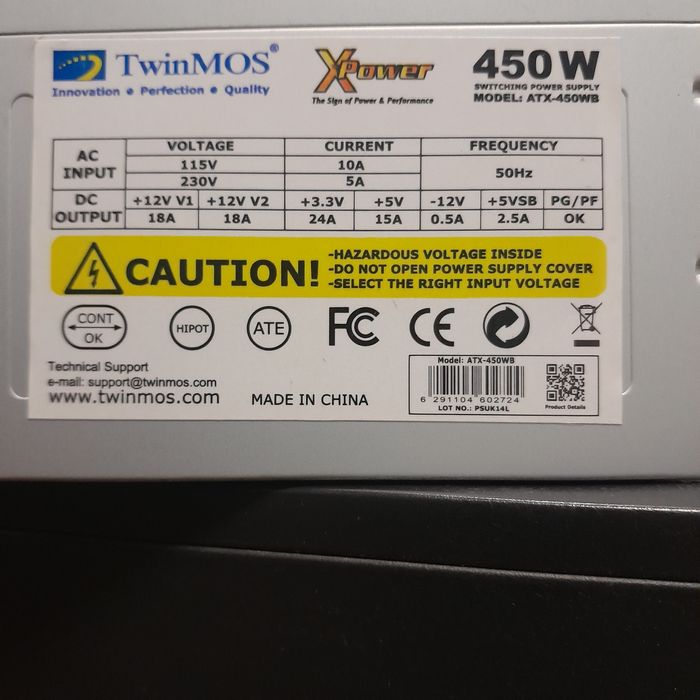 TwinMOS®
Innovation • Perfection • Quality
XPower
The Sign of Power & Performance
450W
SWITCHING POWER SUPPLY
MODEL: ATX-450WB
AC INPUT VOLTAGE CURRENT FREQUENCY
115V 10A 50Hz
230V 5A
DC OUTPUT +12V V1 +12V V2 +3.3V +5V -12V +5VSB PG/PF
18A 18A 24A 15A 0.5A 2.5A OK
CAUTION!
-HAZARDOUS VOLTAGE INSIDE
-DO NOT OPEN POWER SUPPLY COVER
-SELECT THE RIGHT INPUT VOLTAGE
CONT
OK
HIPOT
ATE
FC
CE
Technical Support
e-mail: support@twinmos.com
www.twinmos.com
MADE IN CHINA
Model: ATX-450WB
6 291104 602724
LOT NO.: PSUK14L
Product Details